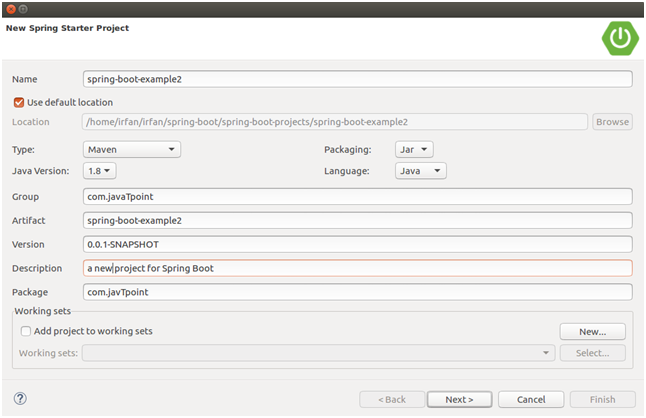 New Spring Starter Project
Name spring-boot-example2
Use default location
Location /home/irfan/irfan/spring-boot/spring-boot-projects/spring-boot-example2 Browse
Type: Maven Packaging: Jar
Java Version: 1.8 Language: Java
Group com.javaTpoint
Artifact spring-boot-example2
Version 0.0.1-SNAPSHOT
Description a new project for Spring Boot
Package com.javTpoint
Working sets
Add project to working sets New...
Working sets: Select...
? < Back Next > Cancel Finish